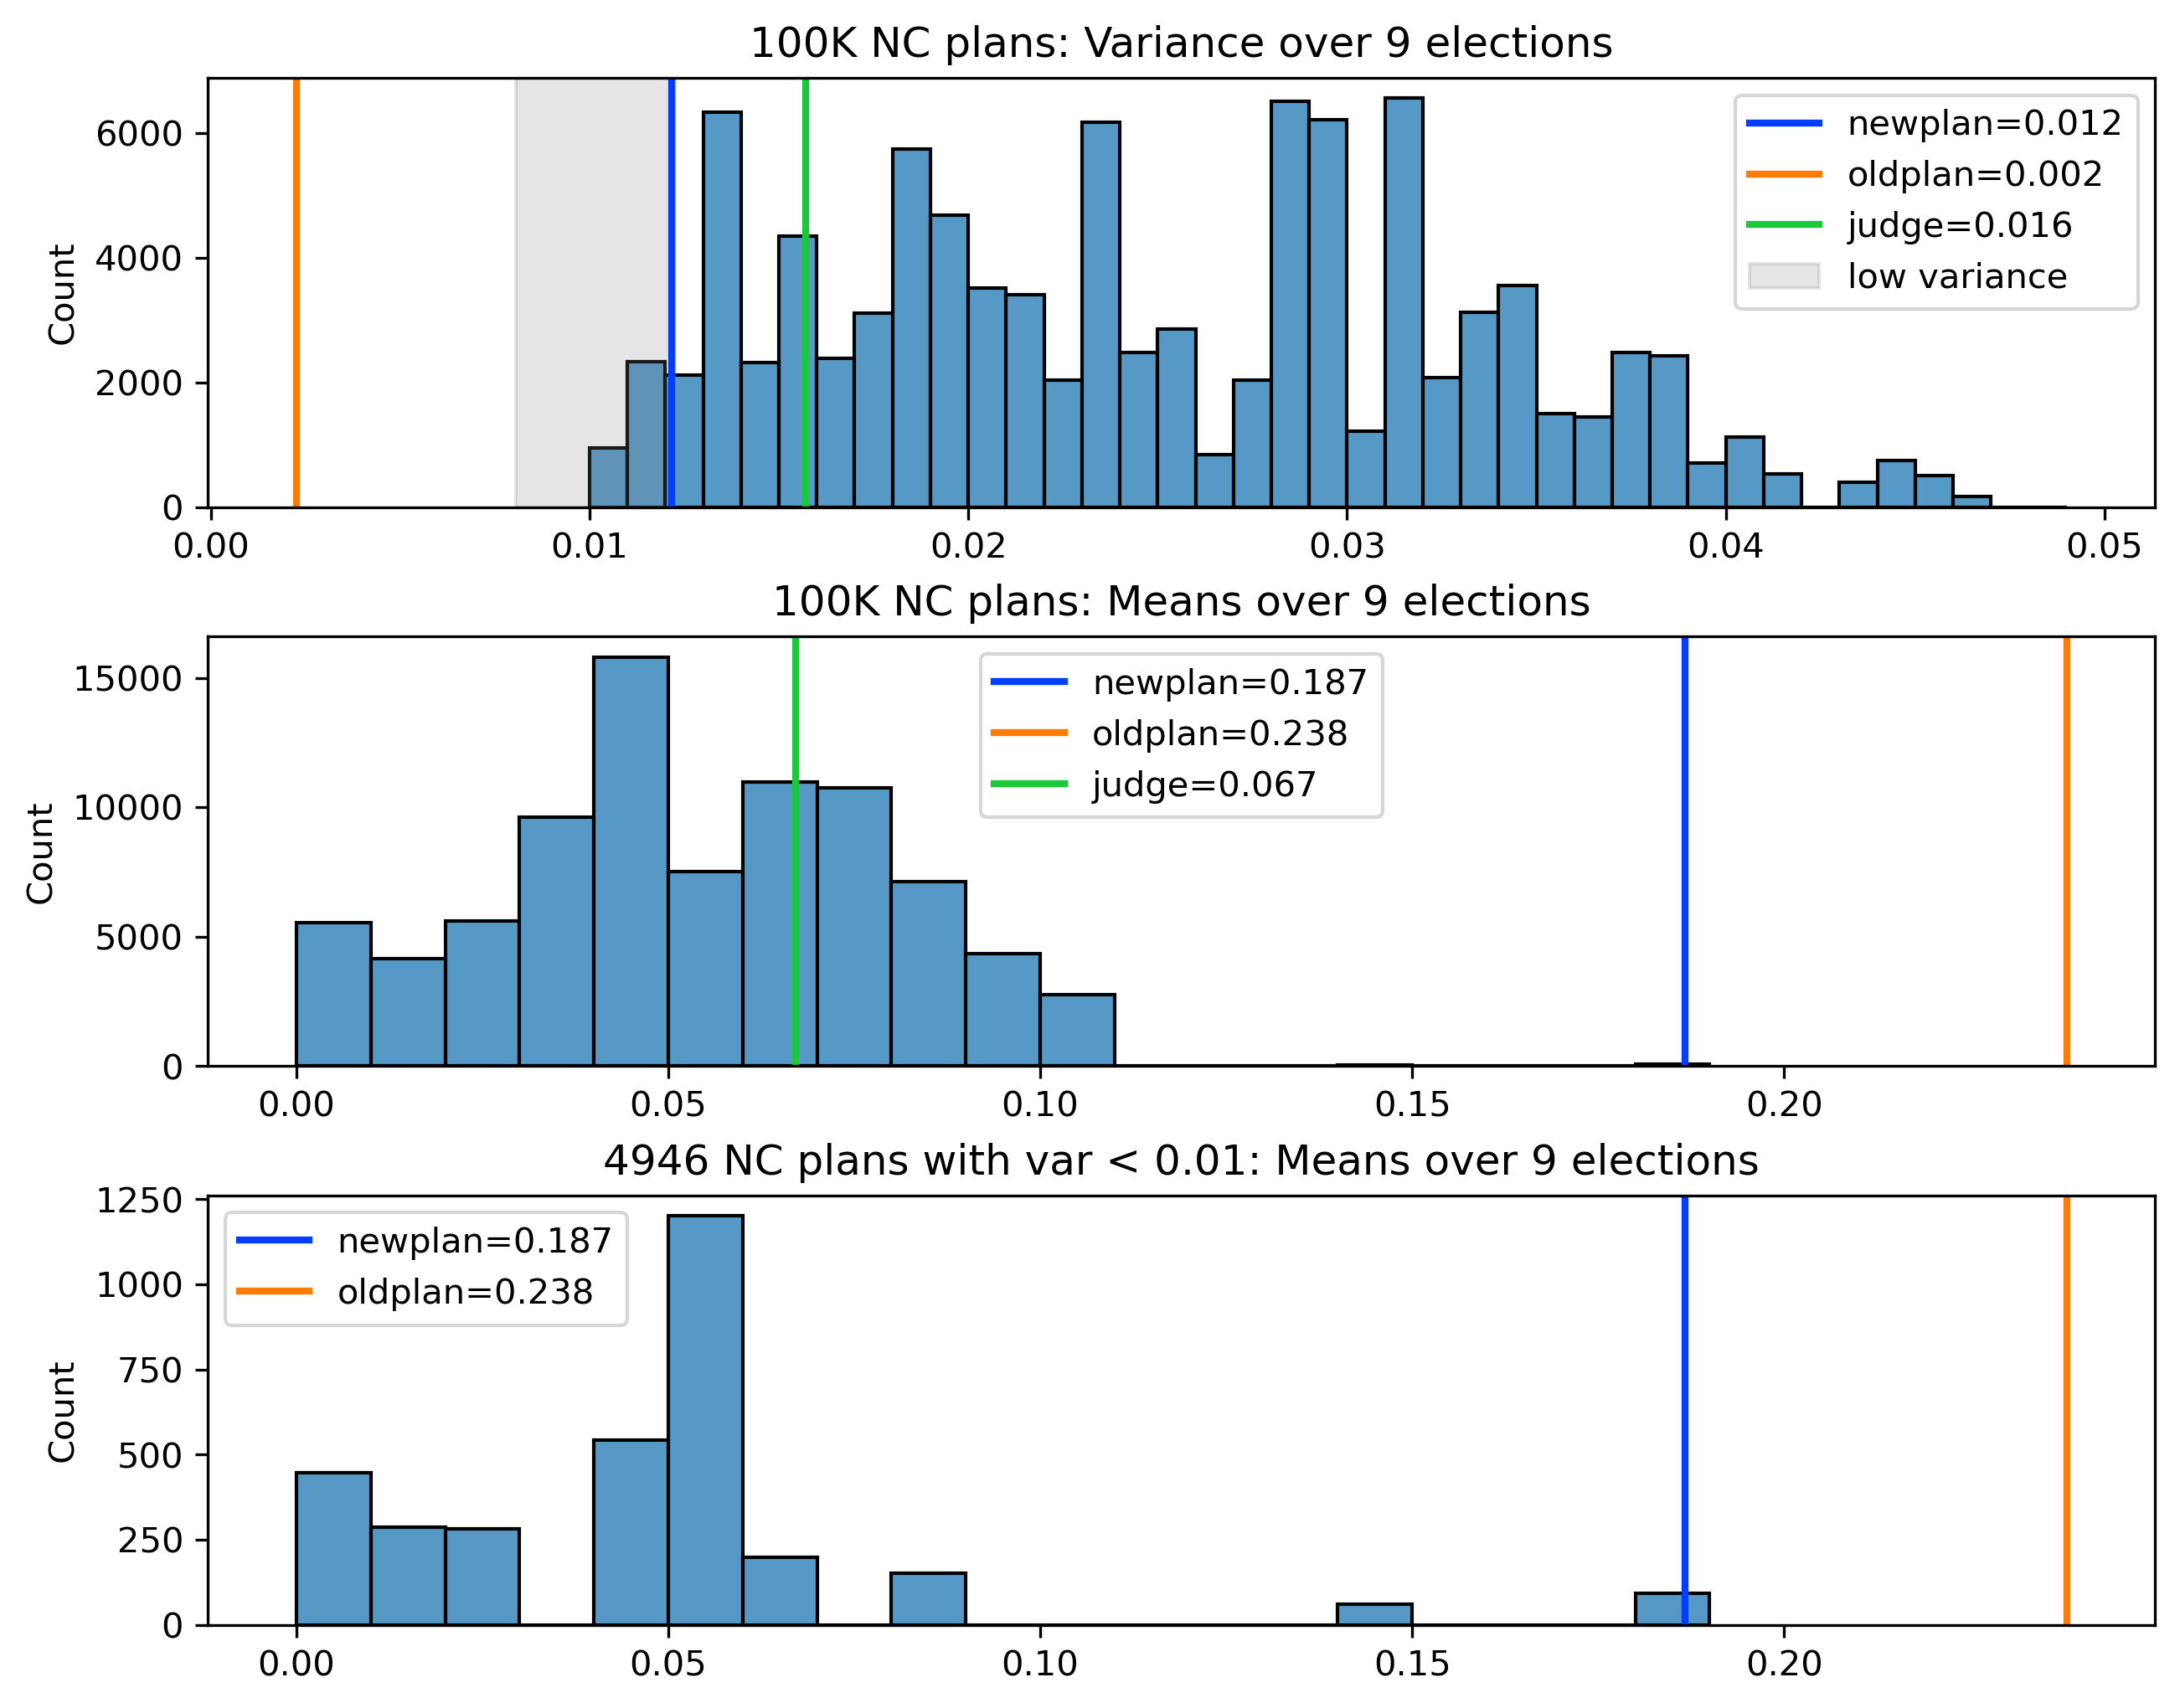 100K NC plans: Variance over 9 elections
Count
6000
4000
2000
0
newplan=0.012
oldplan=0.002
judge=0.016
low variance
0.00 0.01 0.02 0.03 0.04 0.05
100K NC plans: Means over 9 elections
Count
15000
10000
5000
0
newplan=0.187
oldplan=0.238
judge=0.067
0.00 0.05 0.10 0.15 0.20
4946 NC plans with var < 0.01: Means over 9 elections
Count
1250
1000
750
500
250
0
newplan=0.187
oldplan=0.238
0.00 0.05 0.10 0.15 0.20